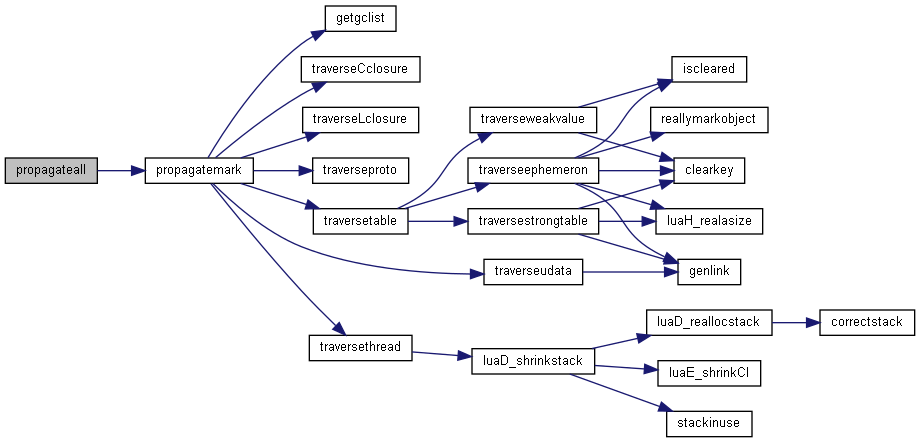 getgclist
traverseCclosure
iscleared
traverseLclosure
traverseweakvalue
reallymarkobject
propagateall
propagatemark
traverseproto
traverseephemeron
clearkey
traversetable
traversestrongtable
luaH_realasize
traverseudata
genlink
luaD_reallocstack
correctstack
traversethread
luaD_shrinkstack
luaE_shrinkCI
stackinuse